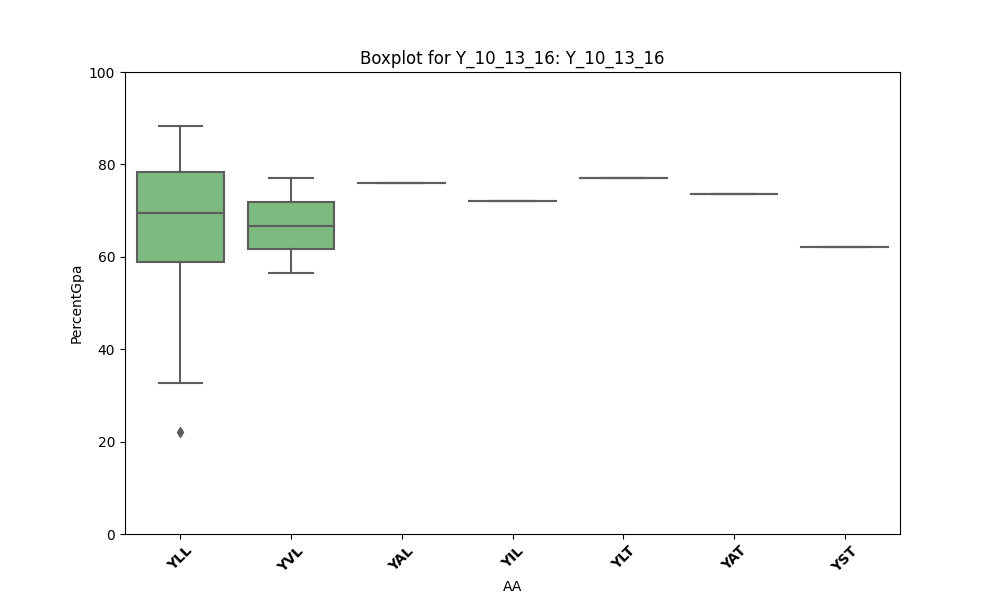 Boxplot for Y_10_13_16: Y_10_13_16
100
80
60
40
20
0
PercentGpa
YLL YVL YAL YIL YLT YAT YST
AA